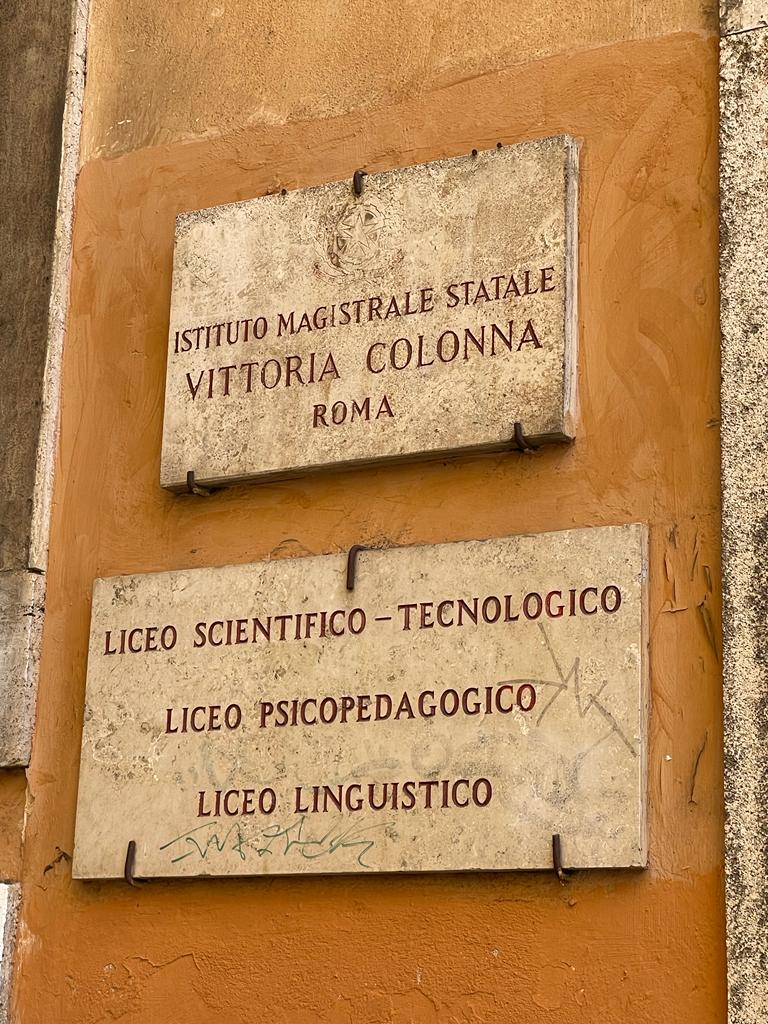 ISTITUTO MAGISTRALE STATALE
VITTORIA COLONNA
ROMA
LICEO SCIENTIFICO - TECNOLOGICO
LICEO PSICOPEDAGOGICO
LICEO LINGUISTICO